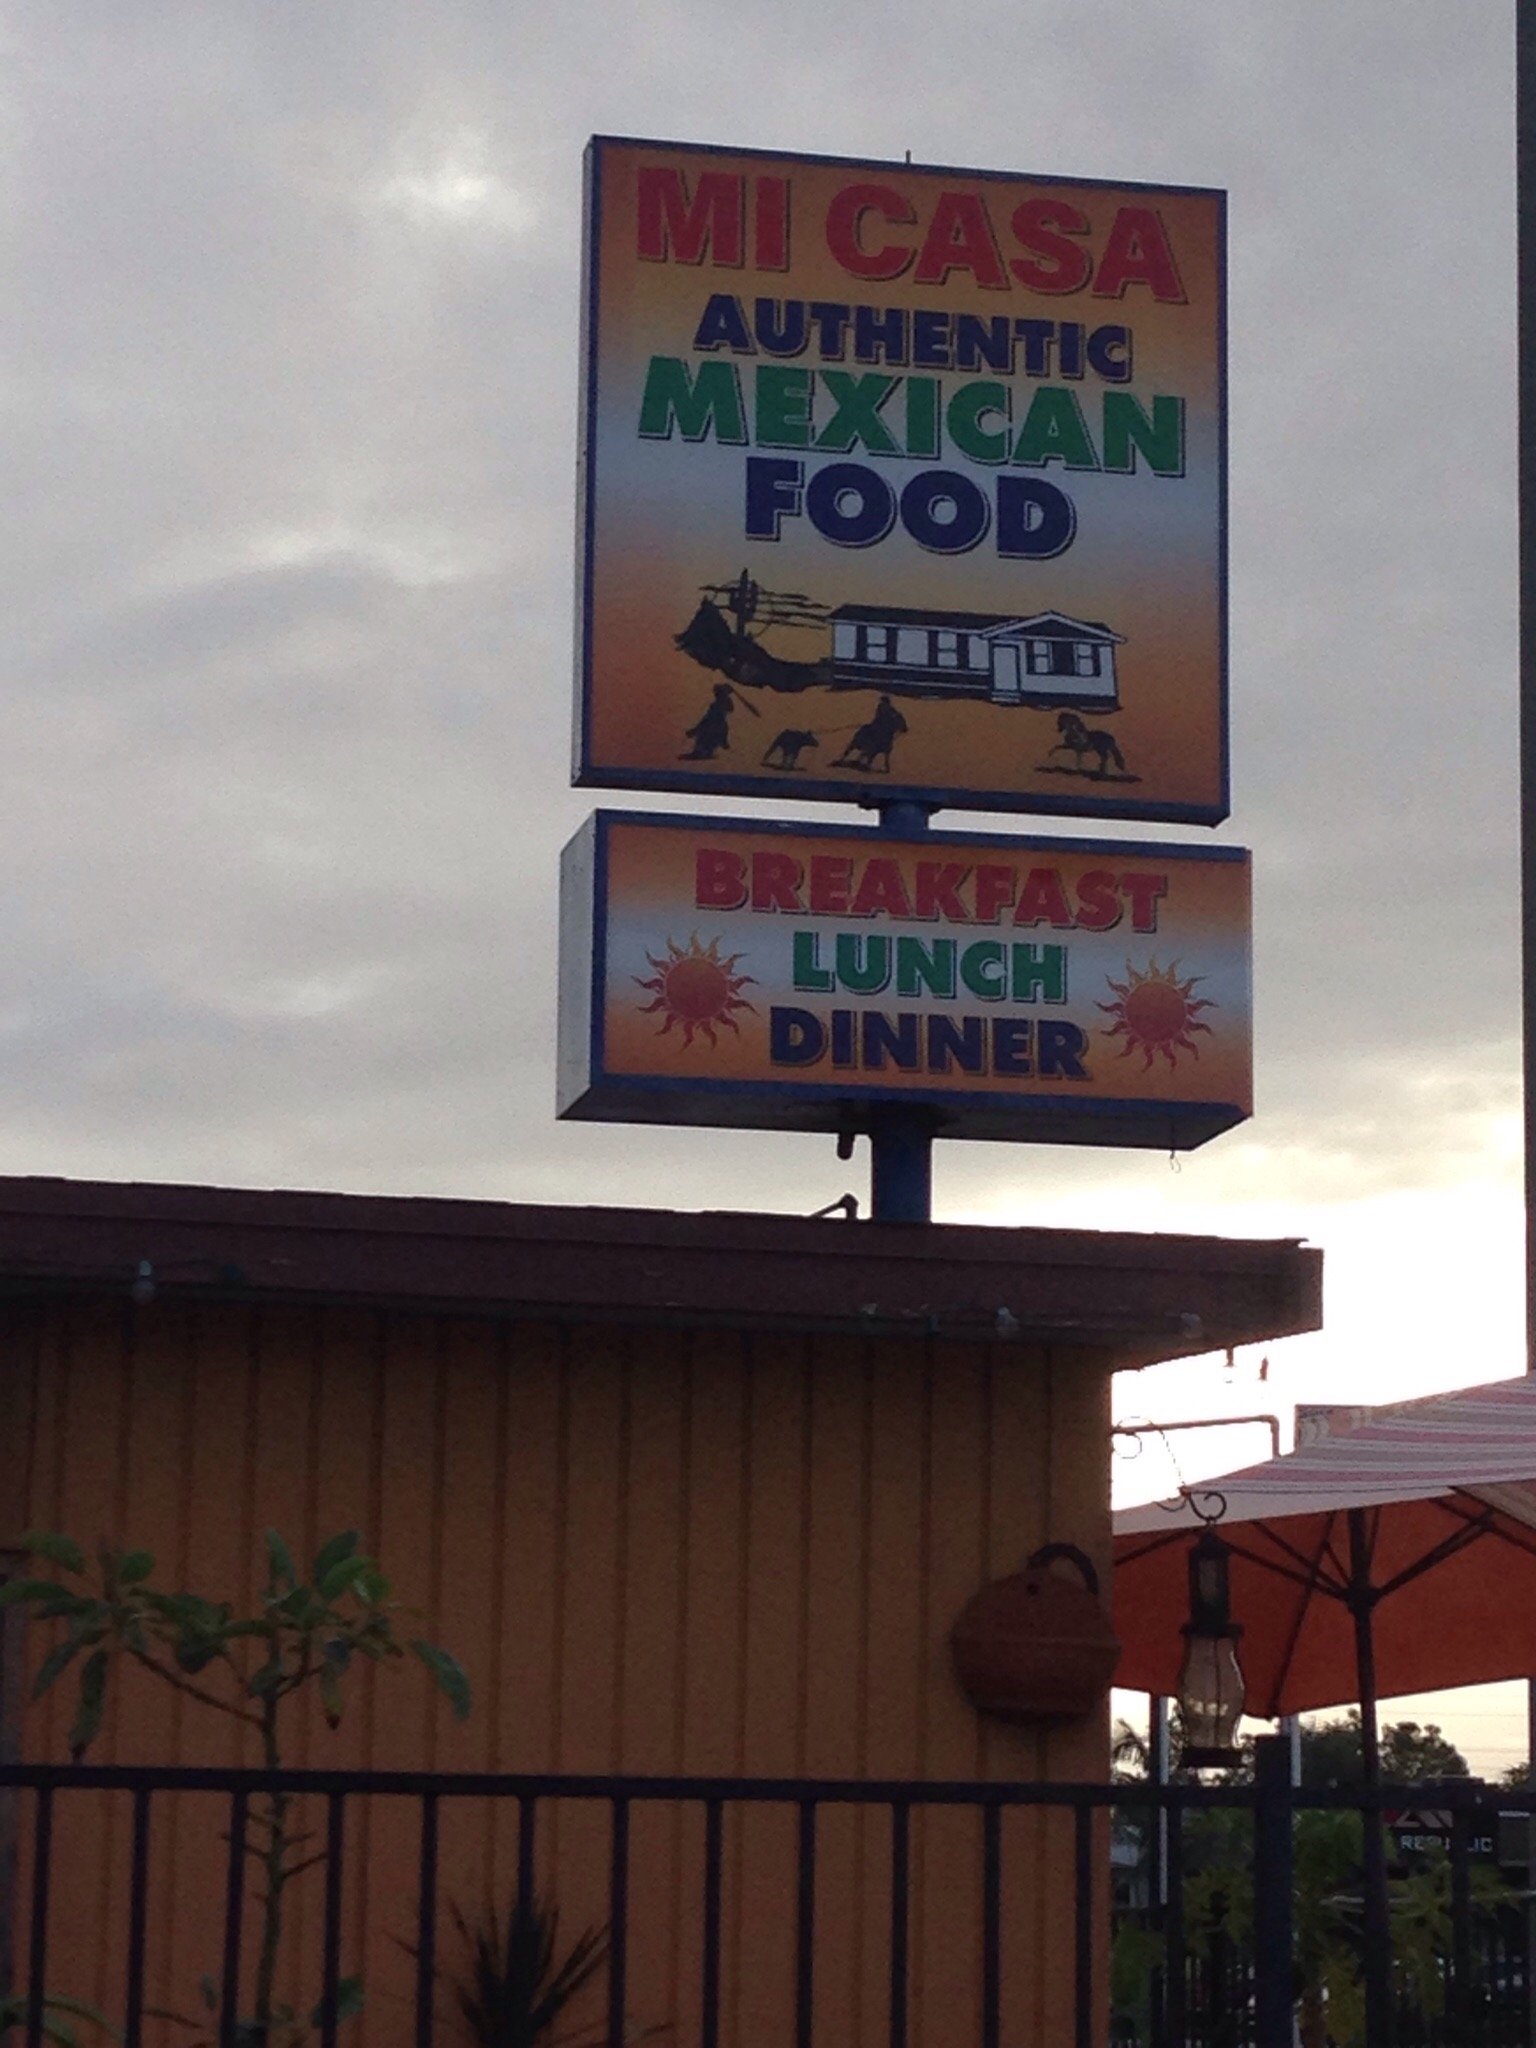 MI CASA
AUTHENTIC
MEXICAN
FOOD
BREAKFAST
LUNCH
DINNER